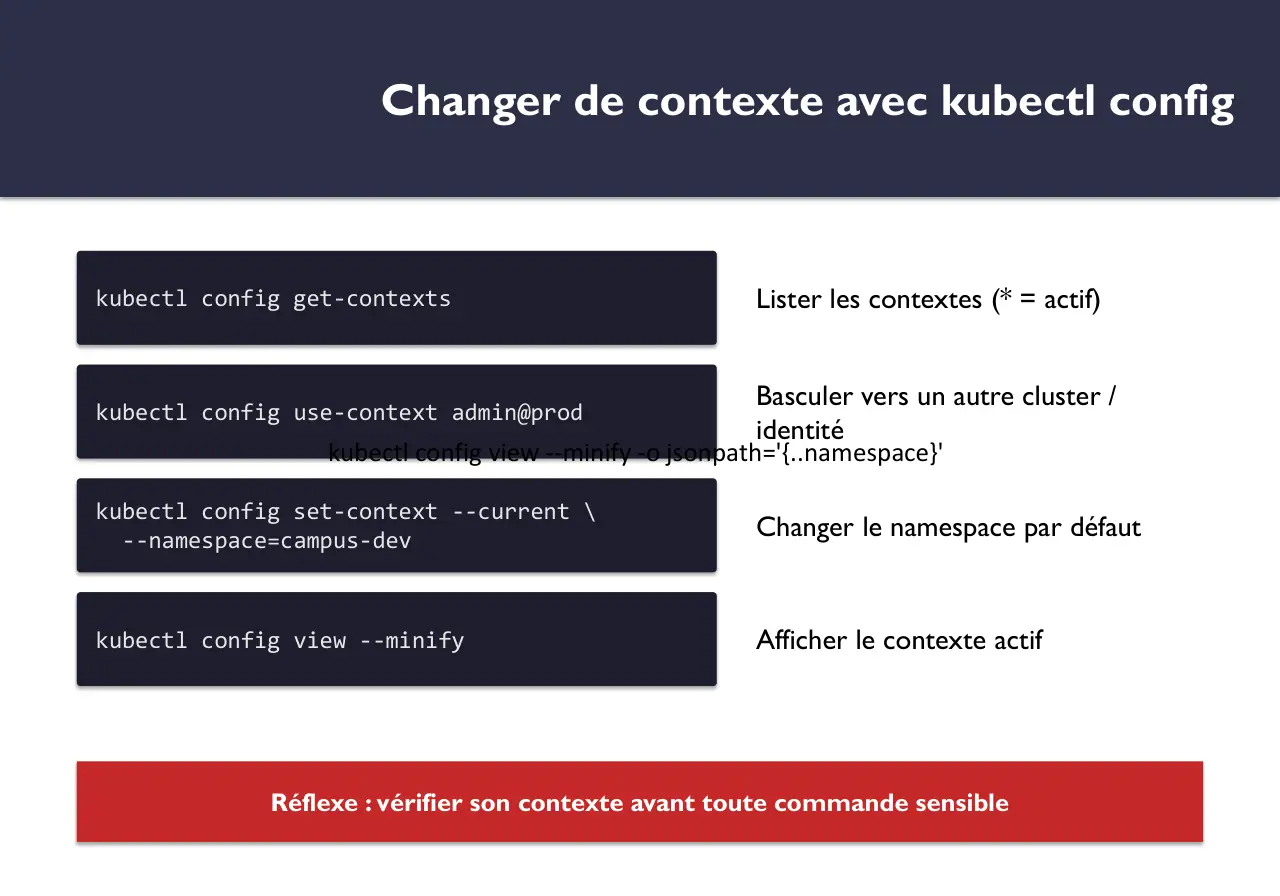 Changer de contexte avec kubectl config
kubectl config get-contexts
Lister les contextes (* = actif)
kubectl config use-context admin@prod
Basculer vers un autre cluster /
identité
kubectl config view --minify -o jsonpath='{..namespace}'
kubectl config set-context --current \
--namespace=campus-dev
Changer le namespace par défaut
kubectl config view --minify
Afficher le contexte actif
Réflexe : vérifier son contexte avant toute commande sensible